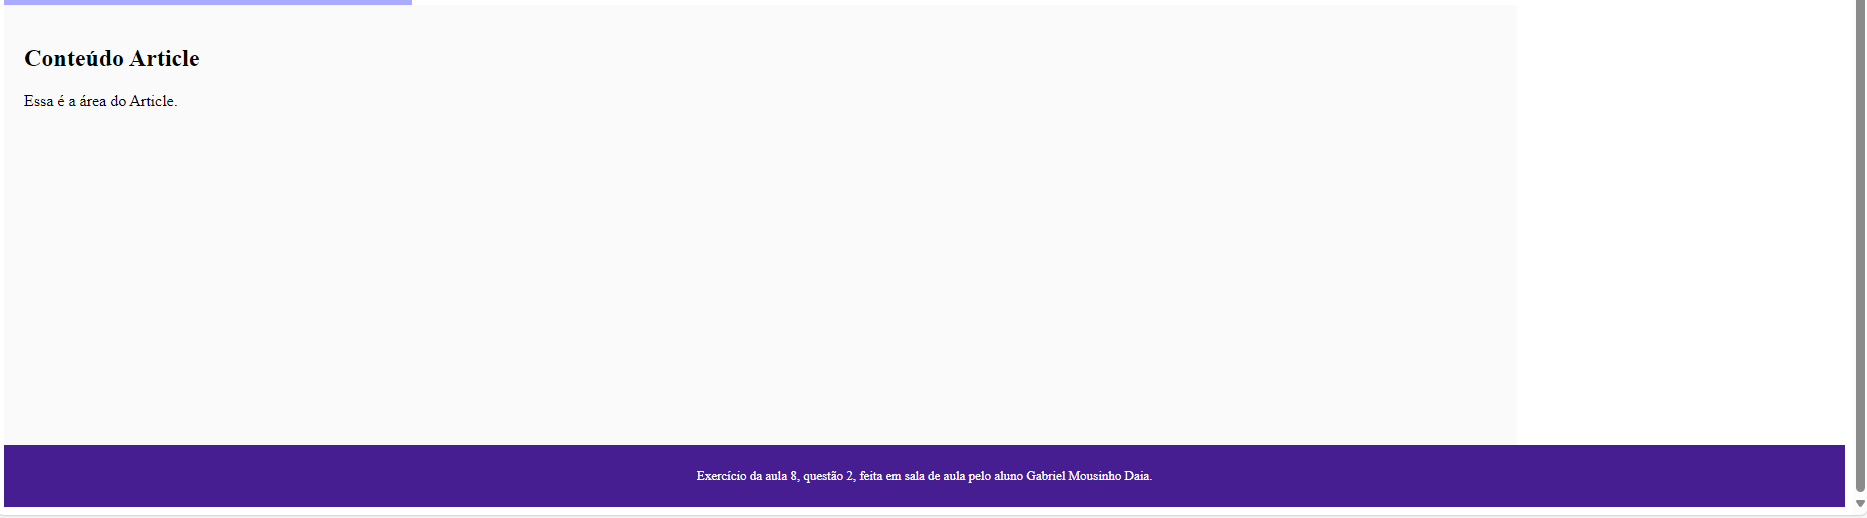 Conteúdo Article
Essa é a área do Article.
Exercício da aula 8, questão 2, feita em sala de aula pelo aluno Gabriel Mousinho Daia.